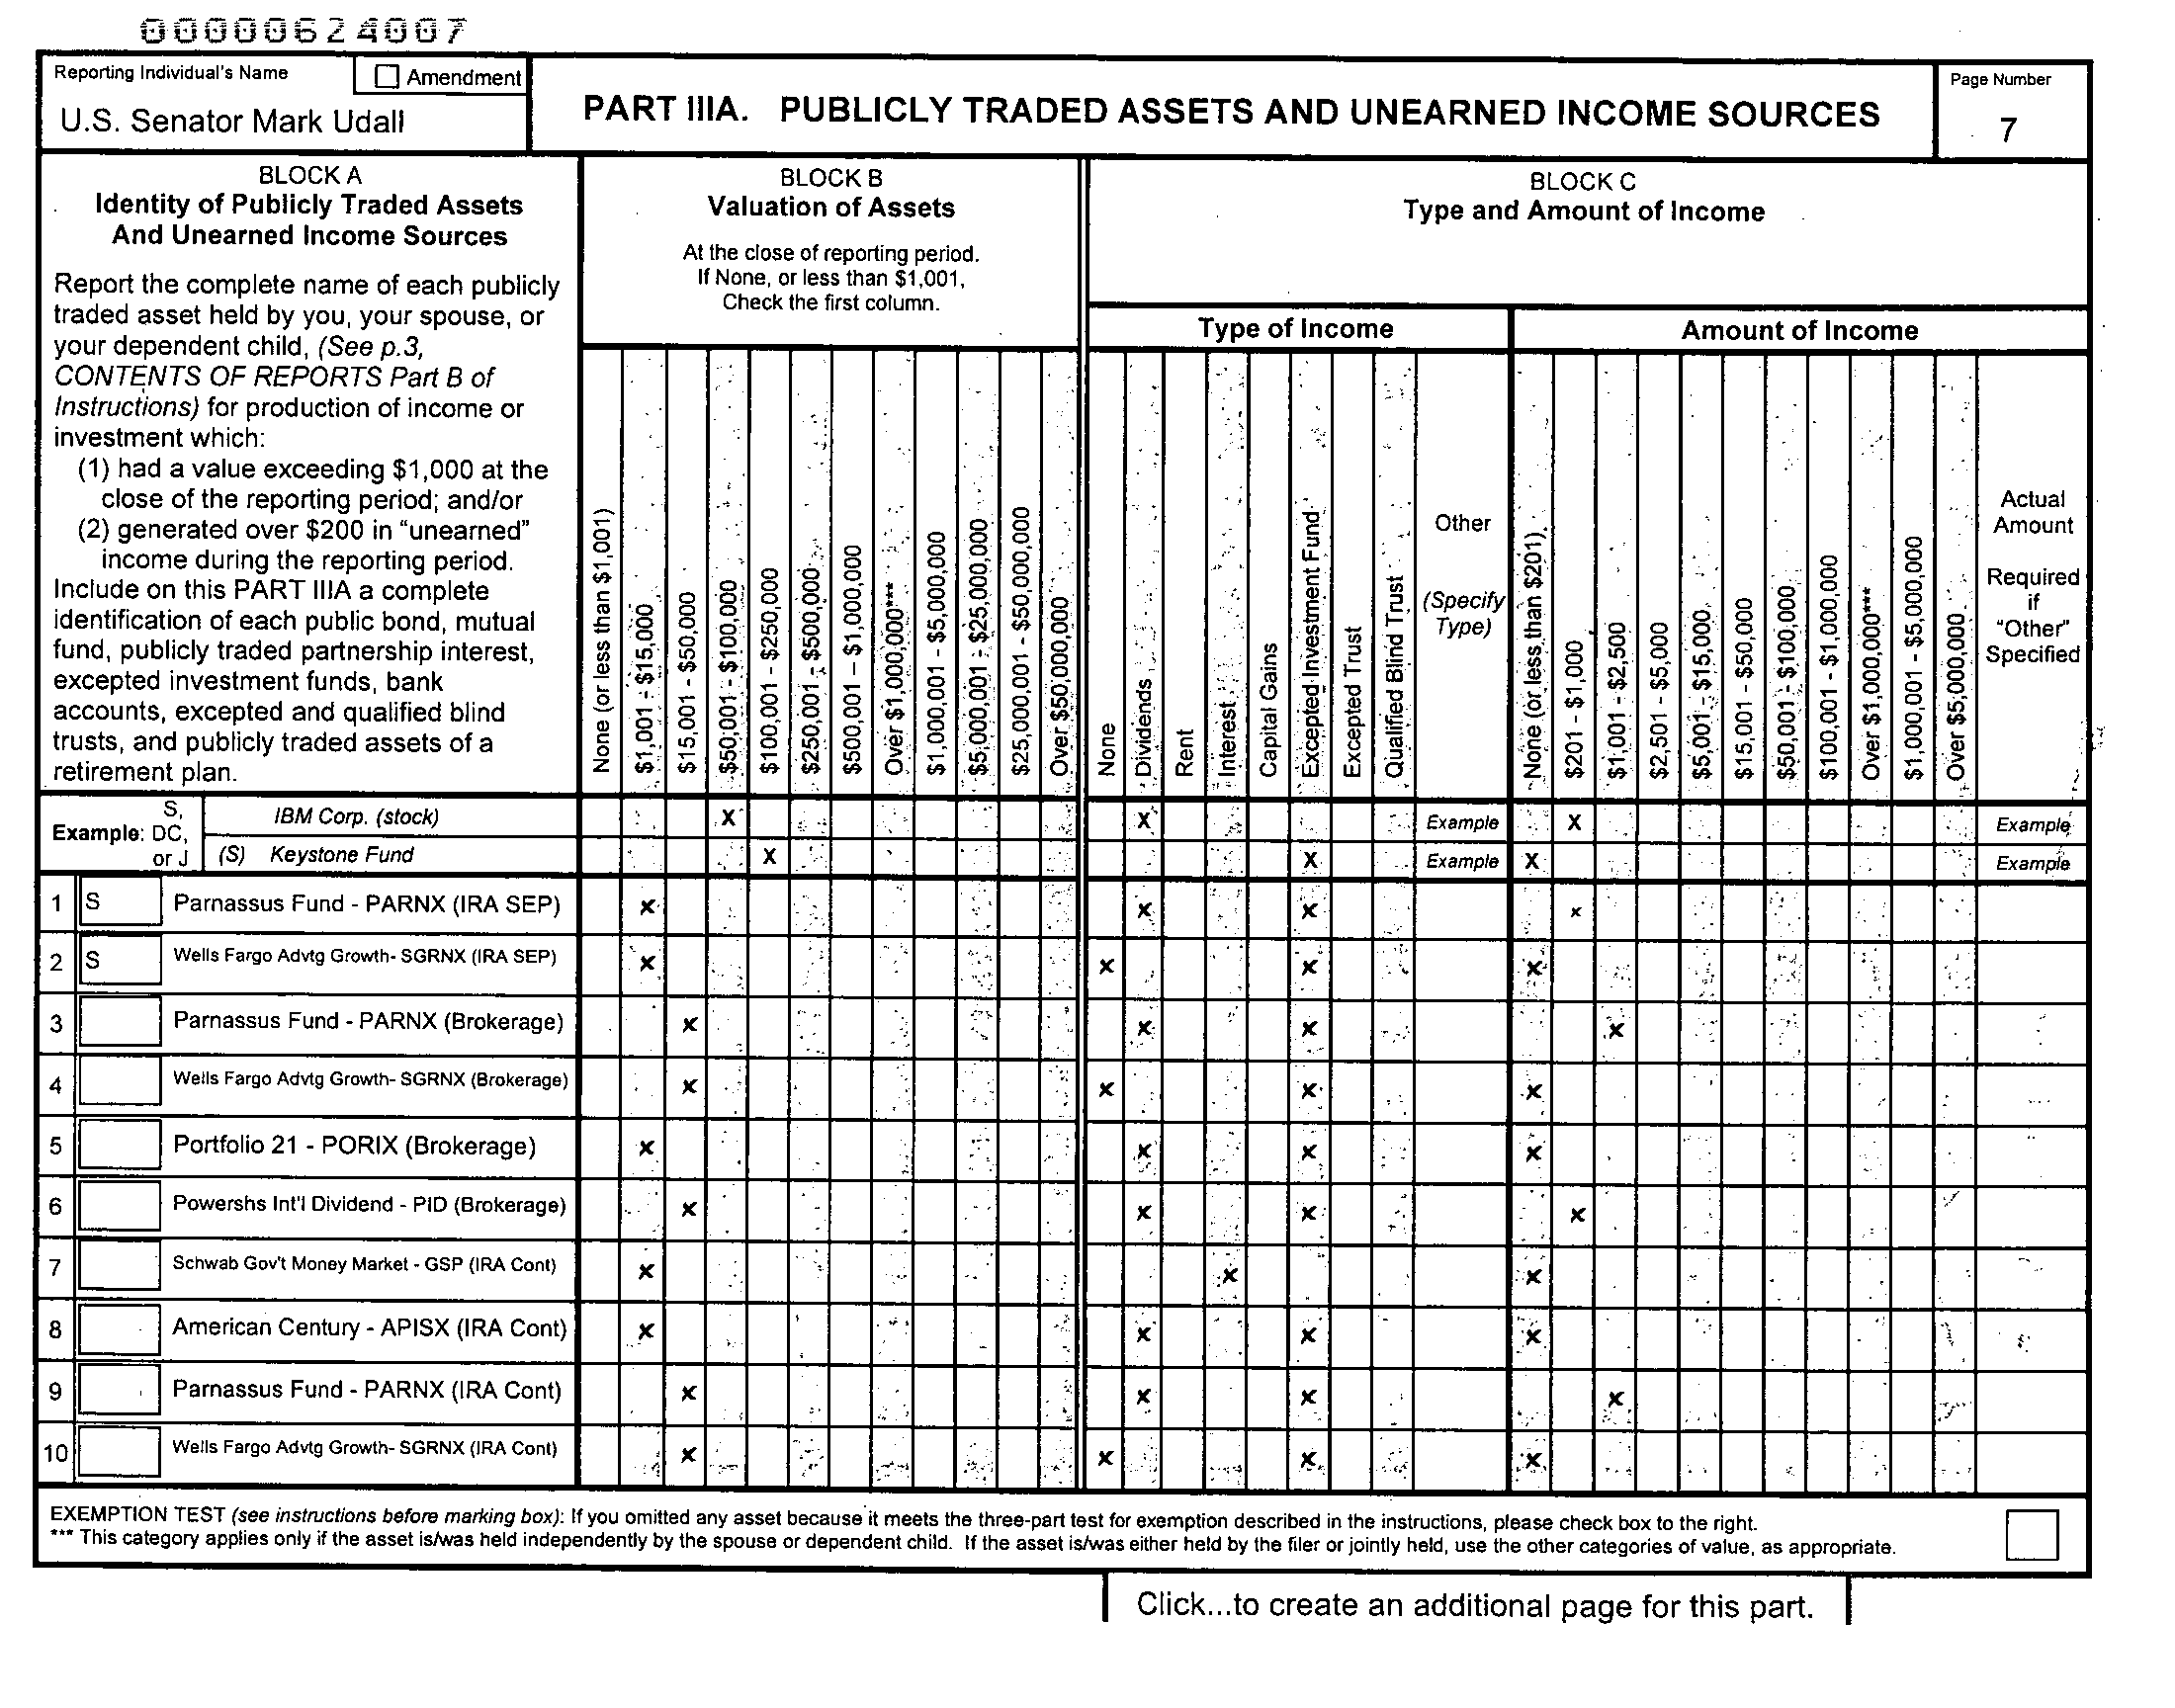 00000624007
Reporting Individual's Name
Amendment
U.S. Senator Mark Udall
PART IIIA. PUBLICLY TRADED ASSETS AND UNEARNED INCOME SOURCES
Page Number
7
BLOCK A
Identity of Publicly Traded Assets
And Unearned Income Sources
Report the complete name of each publicly
traded asset held by you, your spouse, or
your dependent child, (See p.3,
CONTENTS OF REPORTS Part B of
Instructions) for production of income or
investment which:
(1) had a value exceeding $1,000 at the
close of the reporting period; and/or
(2) generated over $200 in "unearned"
income during the reporting period.
Include on this PART IIIA a complete
identification of each public bond, mutual
fund, publicly traded partnership interest,
excepted investment funds, bank
accounts, excepted and qualified blind
trusts, and publicly traded assets of a
retirement plan.
BLOCK B
Valuation of Assets
At the close of reporting period.
If None, or less than $1,001,
Check the first column.
None (or less than $1,001)
$1,001 - $15,000
$15,001 - $50,000
$50,001 - $100,000
$100,001 - $250,000
$250,001 - $500,000
$500,001 – $1,000,000
Over $1,000,000***
$1,000,001 - $5,000,000
$5,000,001 - $25,000,000
$25,000,001 - $50,000,000
Over $50,000,000
BLOCK C
Type and Amount of Income
Type of Income
None
Dividends
Rent
Interest
Capital Gains
Excepted Investment Fund
Excepted Trust
Qualified Blind Trust
Other
(Specify
Type)
Amount of Income
None (or less than $201)
$201 - $1,000
$1,001 - $2,500
$2,501 - $5,000
$5,001 - $15,000
$15,001 - $50,000
$50,001 - $100,000
$100,001 - $1,000,000
Over $1,000,000***
$1,000,001 - $5,000,000
Over $5,000,000
Actual
Amount
Required
if
"Other"
Specified
Example: S, DC, or J
IBM Corp. (stock) X X Example X Example
(S) Keystone Fund X X Example X Example
1 S Parnassus Fund - PARNX (IRA SEP) x x x x
2 S Wells Fargo Advtg Growth- SGRNX (IRA SEP) x x x x
3 Parnassus Fund - PARNX (Brokerage) x x x x
4 Wells Fargo Advtg Growth- SGRNX (Brokerage) x x x x
5 Portfolio 21 - PORIX (Brokerage) x x x x
6 Powershs Int'l Dividend - PID (Brokerage) x x x x
7 Schwab Gov't Money Market - GSP (IRA Cont) x x x
8 American Century - APISX (IRA Cont) x x x x
9 Parnassus Fund - PARNX (IRA Cont) x x x x
10 Wells Fargo Advtg Growth- SGRNX (IRA Cont) x x x x
EXEMPTION TEST (see instructions before marking box): If you omitted any asset because it meets the three-part test for exemption described in the instructions, please check box to the right.
*** This category applies only if the asset is/was held independently by the spouse or dependent child. If the asset is/was either held by the filer or jointly held, use the other categories of value, as appropriate.
Click...to create an additional page for this part.